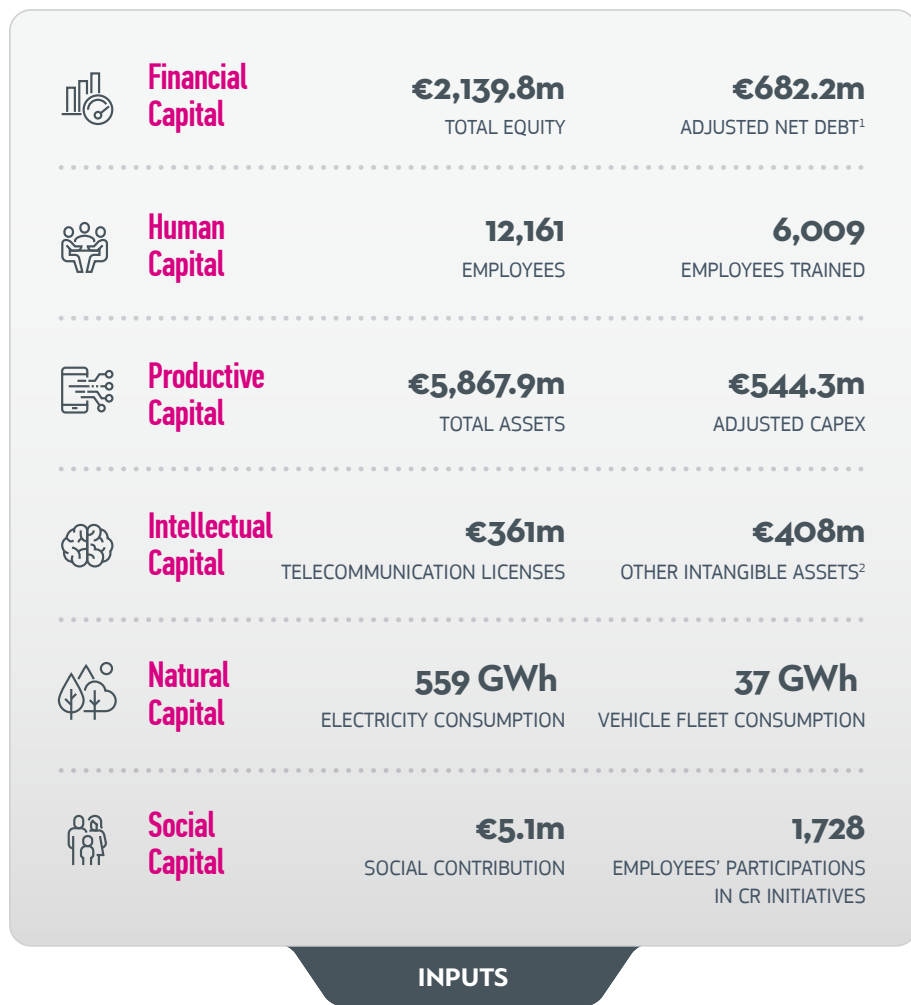 Financial
Capital
€2,139.8m
TOTAL EQUITY
€682.2m
ADJUSTED NET DEBT¹
Human
Capital
12,161
EMPLOYEES
6,009
EMPLOYEES TRAINED
Productive
Capital
€5,867.9m
TOTAL ASSETS
€544.3m
ADJUSTED CAPEX
Intellectual
Capital
€361m
TELECOMMUNICATION LICENSES
€408m
OTHER INTANGIBLE ASSETS²
Natural
Capital
559 GWh
ELECTRICITY CONSUMPTION
37 GWh
VEHICLE FLEET CONSUMPTION
Social
Capital
€5.1m
SOCIAL CONTRIBUTION
1,728
EMPLOYEES’ PARTICIPATIONS
IN CR INITIATIVES
INPUTS